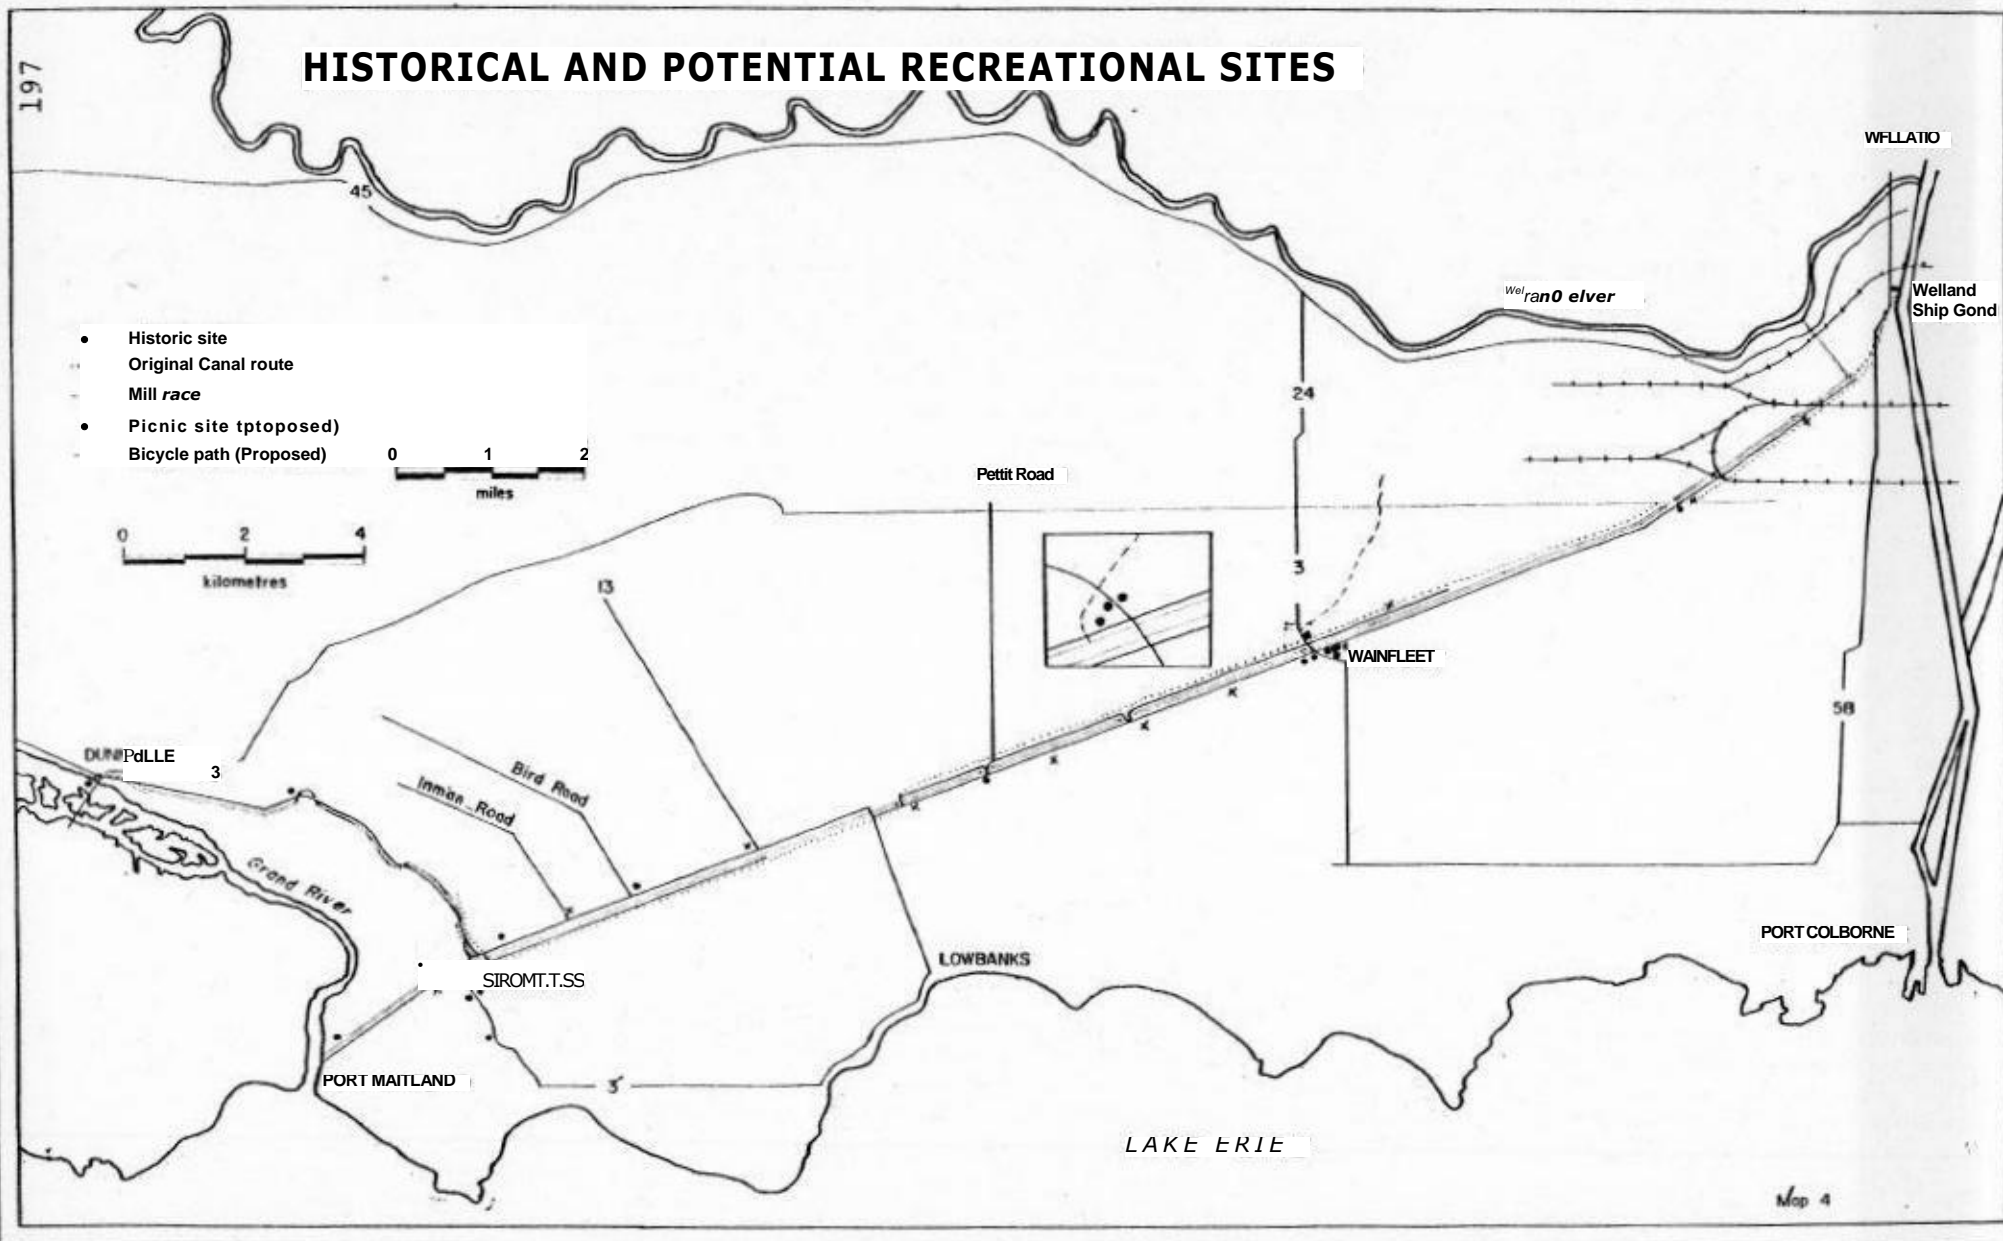 197
HISTORICAL AND POTENTIAL RECREATIONAL SITES
WFLLATIO
45
Welran0 elver
Welland
Ship Gond
Historic site
Original Canal route
Mill race
Picnic site tptoposed)
Bicycle path (Proposed)
0 1 2
miles
24
Pettit Road
0 2 4
kilometres
13
3
WAINFLEET
58
DUNNPdLLE
3
Bird Road
Inman Road
Grand River
PORT COLBORNE
LOWBANKS
SIROMT.T.SS
PORT MAITLAND
3
LAKE ERIE
Map 4